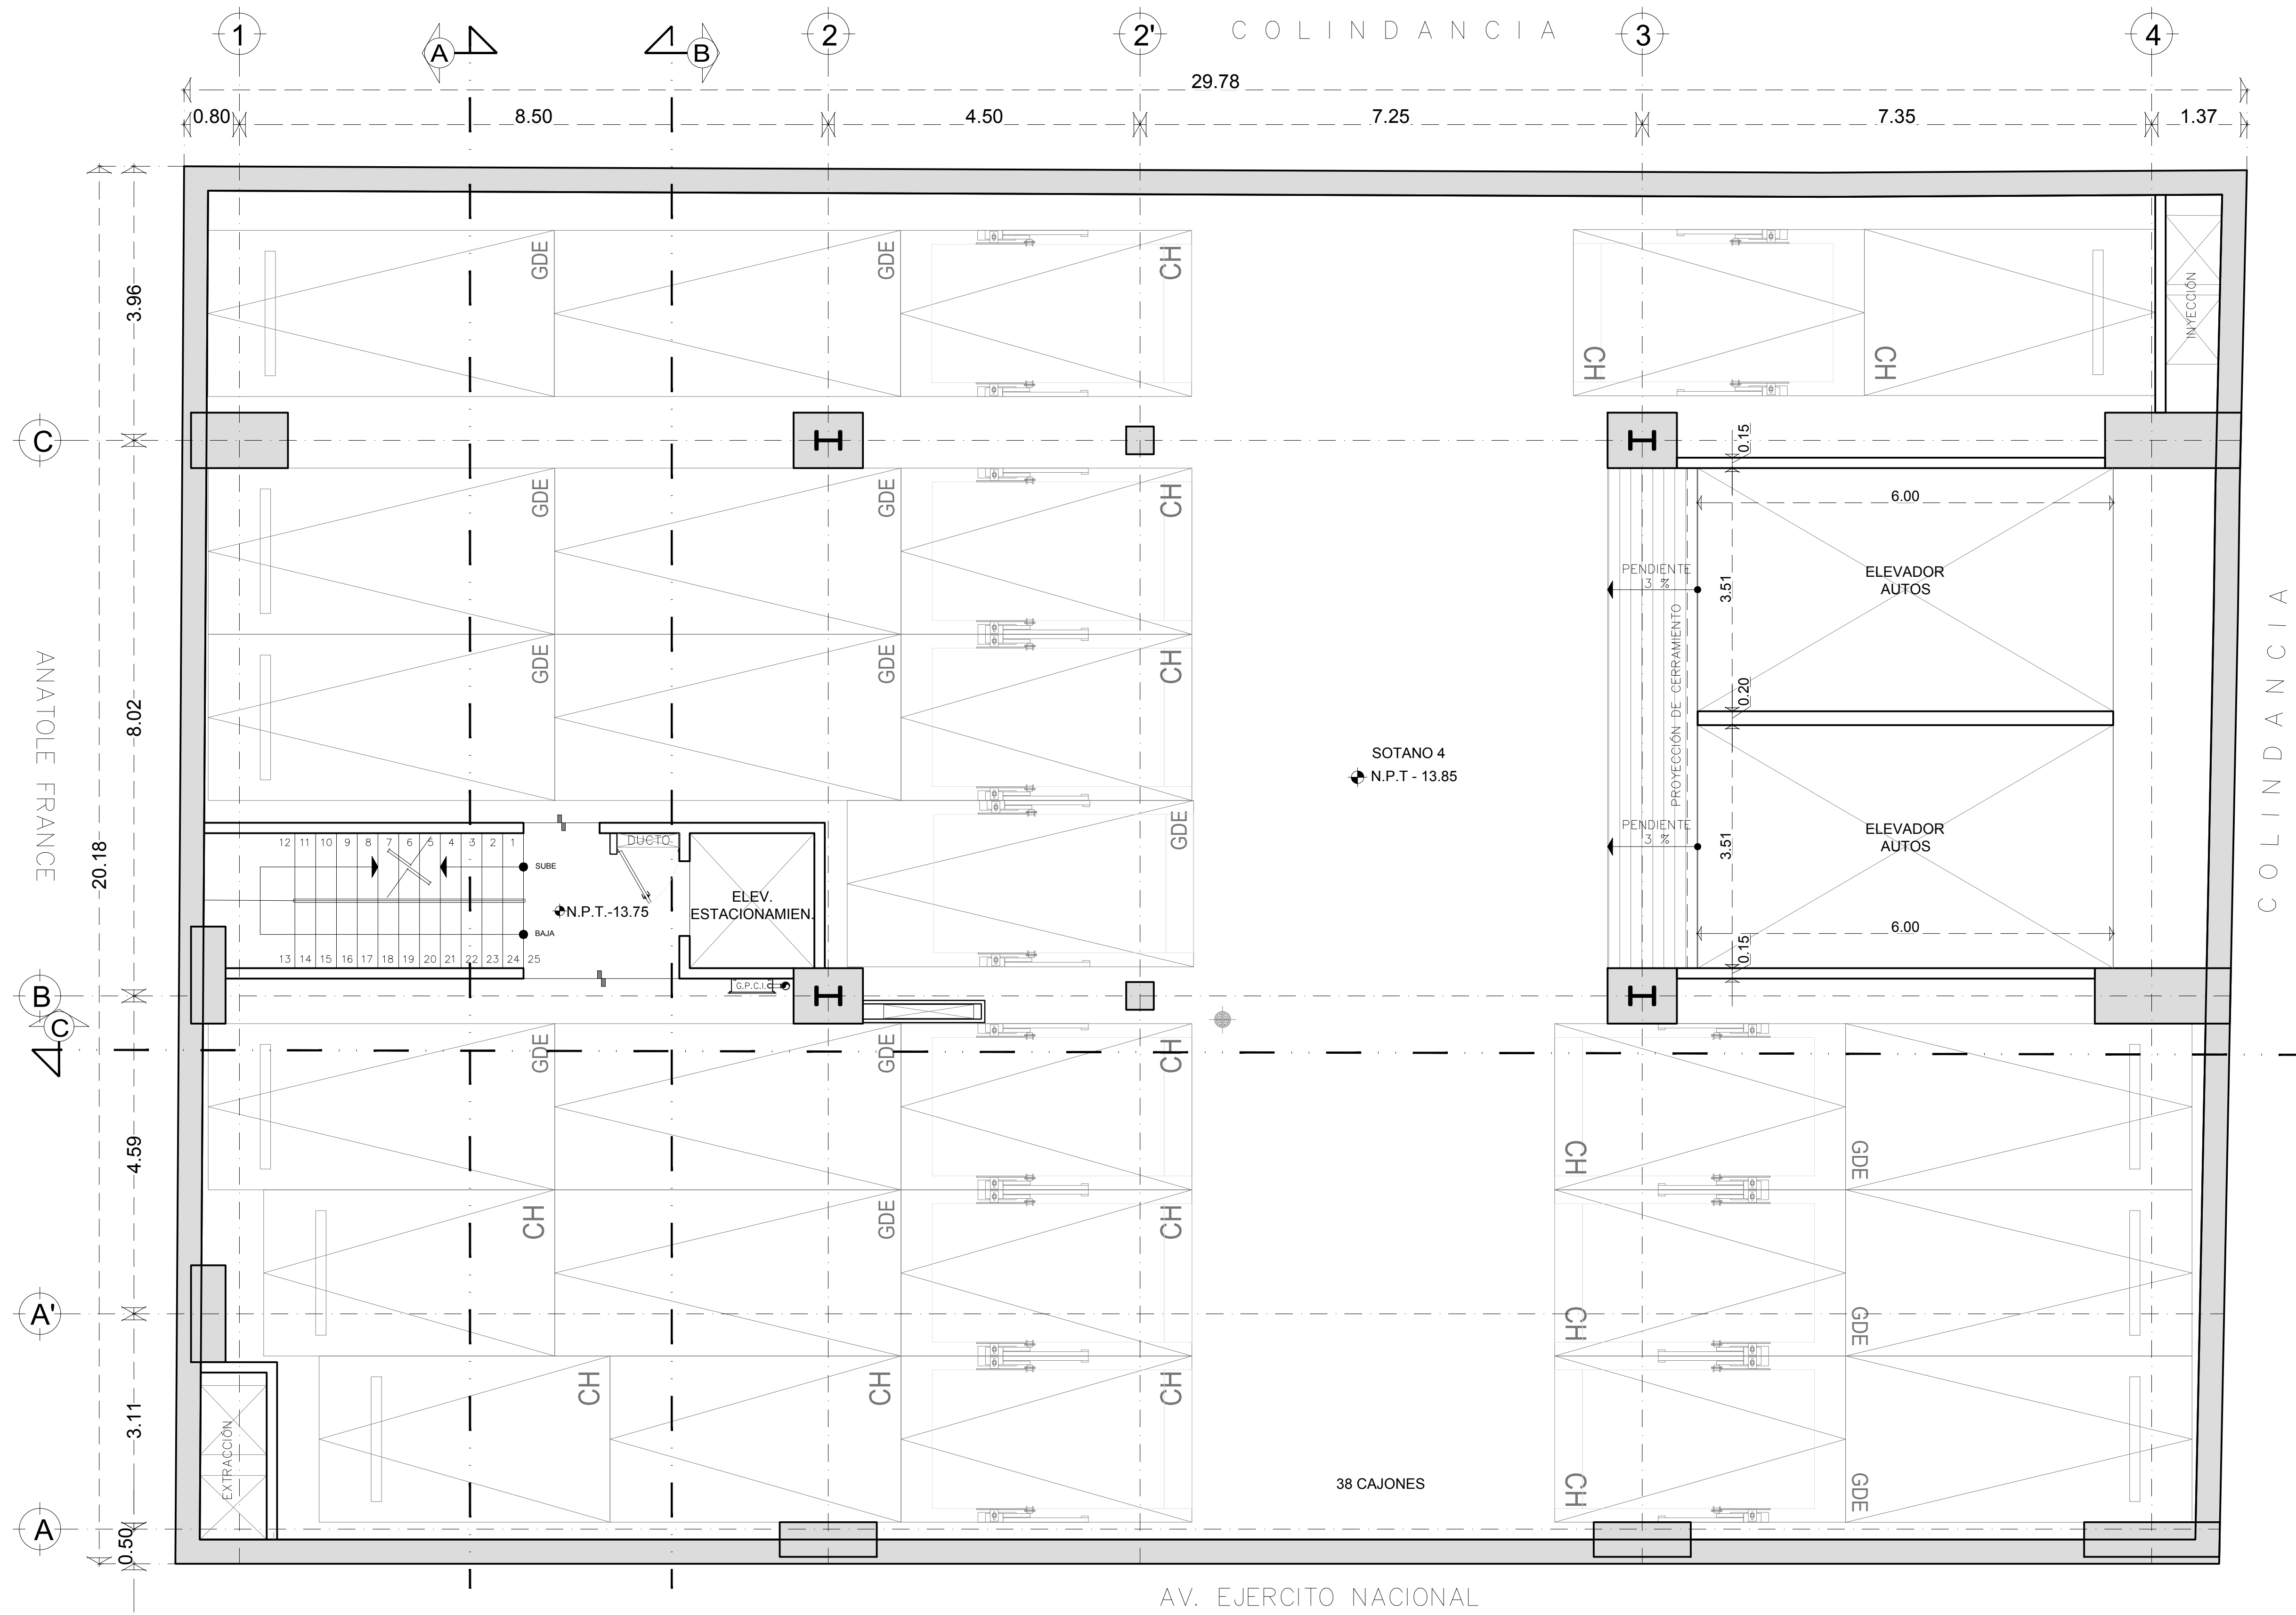 1
A
B
2
2'
COLINDANCIA
3
4
29.78
0.80
8.50
4.50
7.25
7.35
1.37
3.96
GDE
GDE
CH
CH
CH
INYECCIÓN
C
0.15
GDE
GDE
CH
6.00
ELEVADOR
AUTOS
PENDIENTE
3 %
3.51
PROYECCIÓN DE CERRAMIENTO
COLINDANCIA
ANATOLE FRANCE
8.02
20.18
GDE
GDE
CH
0.20
SOTANO 4
N.P.T - 13.85
GDE
PENDIENTE
3 %
3.51
ELEVADOR
AUTOS
12 11 10 9 8 7 6 5 4 3 2 1
DUCTO
SUBE
N.P.T.-13.75
ELEV.
ESTACIONAMIEN.
BAJA
6.00
13 14 15 16 17 18 19 20 21 22 23 24 25
0.15
G.P.C.I.
B
C
GDE
GDE
CH
CH
GDE
4.59
CH
GDE
CH
CH
GDE
A'
3.11
CH
CH
CH
CH
GDE
EXTRACCIÓN
38 CAJONES
A
0.50
AV. EJERCITO NACIONAL